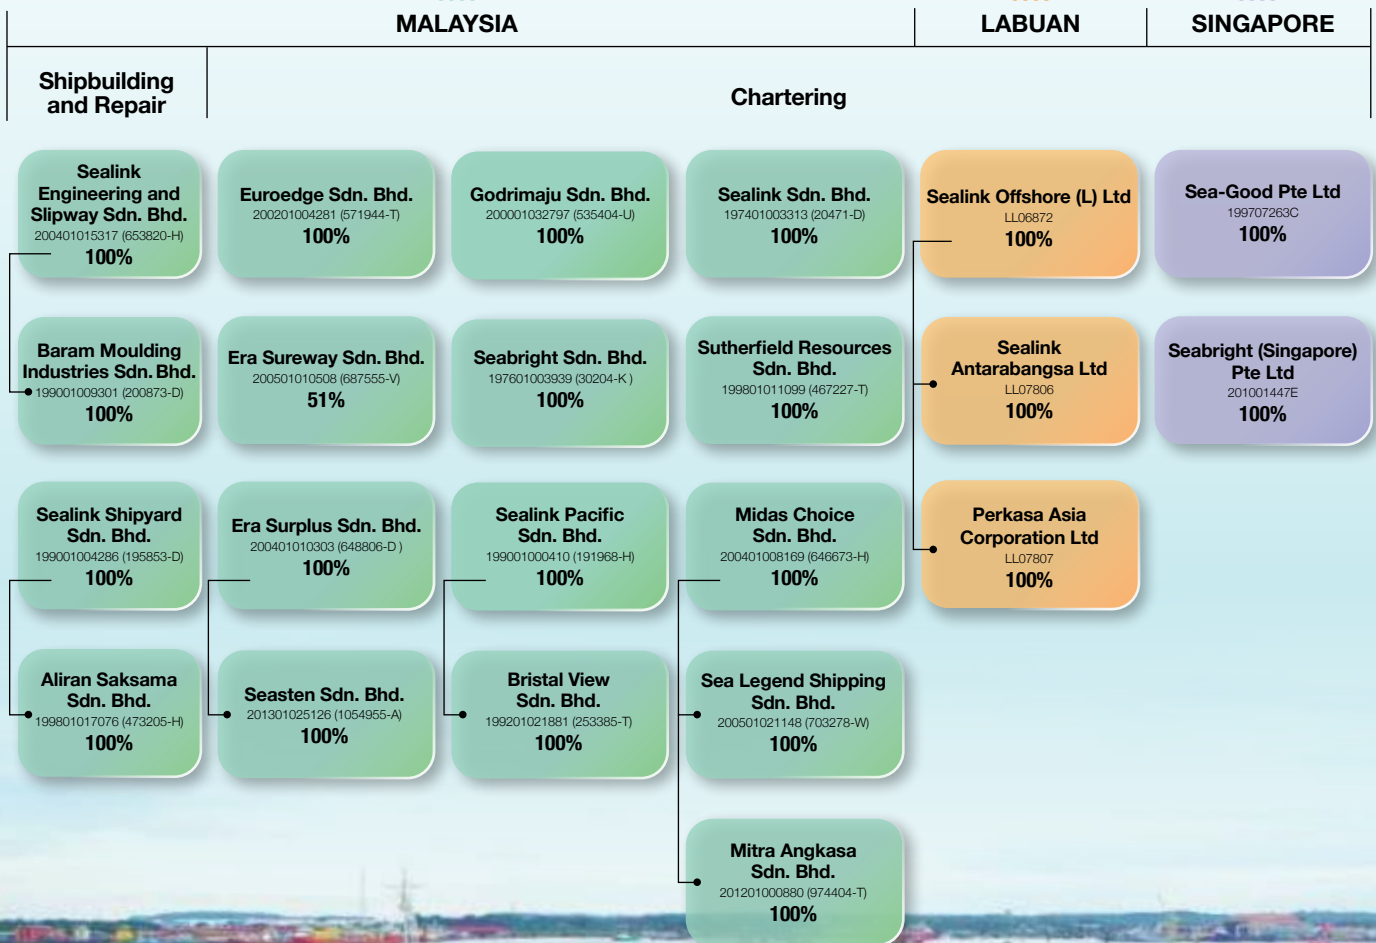 MALAYSIA
LABUAN
SINGAPORE
Shipbuilding
and Repair
Chartering
Sealink
Engineering and
Slipway Sdn. Bhd.
200401015317 (653820-H)
100%
Euroedge Sdn. Bhd.
200201004281 (571944-T)
100%
Godrimaju Sdn. Bhd.
200001032797 (535404-U)
100%
Sealink Sdn. Bhd.
197401003313 (20471-D)
100%
Sealink Offshore (L) Ltd
LL06872
100%
Sea-Good Pte Ltd
199707263C
100%
Baram Moulding
Industries Sdn. Bhd.
199001009301 (200873-D)
100%
Era Sureway Sdn. Bhd.
200501010508 (687555-V)
51%
Seabright Sdn. Bhd.
197601003939 (30204-K )
100%
Sutherfield Resources
Sdn. Bhd.
199801011099 (467227-T)
100%
Sealink
Antarabangsa Ltd
LL07806
100%
Seabright (Singapore)
Pte Ltd
201001447E
100%
Sealink Shipyard
Sdn. Bhd.
199001004286 (195853-D)
100%
Era Surplus Sdn. Bhd.
200401010303 (648806-D )
100%
Sealink Pacific
Sdn. Bhd.
199001000410 (191968-H)
100%
Midas Choice
Sdn. Bhd.
200401008169 (646673-H)
100%
Perkasa Asia
Corporation Ltd
LL07807
100%
Aliran Saksama
Sdn. Bhd.
199801017076 (473205-H)
100%
Seasten Sdn. Bhd.
201301025126 (1054955-A)
100%
Bristal View
Sdn. Bhd.
199201021881 (253385-T)
100%
Sea Legend Shipping
Sdn. Bhd.
200501021148 (703278-W)
100%
Mitra Angkasa
Sdn. Bhd.
201201000880 (974404-T)
100%